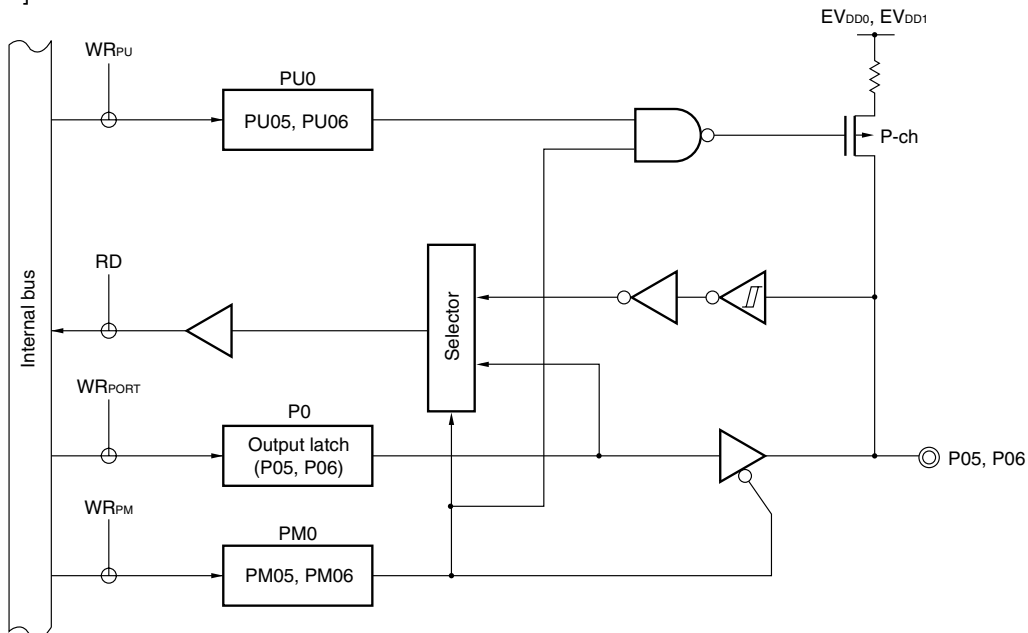 ]
EVDD0, EVDD1
WRPU
PU0
PU05, PU06
P-ch
Internal bus
RD
Selector
WRPORT
P0
Output latch
(P05, P06)
P05, P06
WRPM
PM0
PM05, PM06